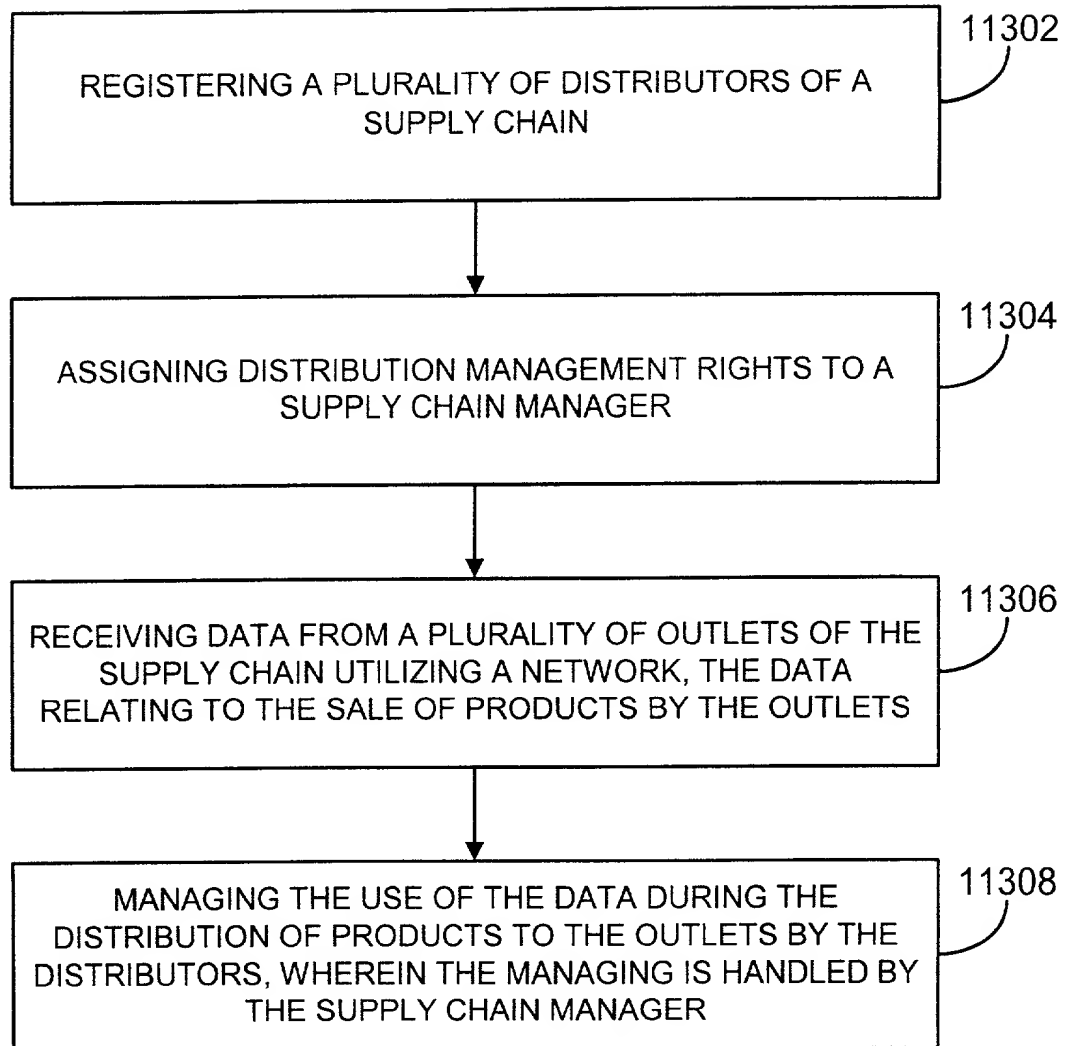 11302
REGISTERING A PLURALITY OF DISTRIBUTORS OF A
SUPPLY CHAIN
11304
ASSIGNING DISTRIBUTION MANAGEMENT RIGHTS TO A
SUPPLY CHAIN MANAGER
11306
RECEIVING DATA FROM A PLURALITY OF OUTLETS OF THE
SUPPLY CHAIN UTILIZING A NETWORK, THE DATA
RELATING TO THE SALE OF PRODUCTS BY THE OUTLETS
11308
MANAGING THE USE OF THE DATA DURING THE
DISTRIBUTION OF PRODUCTS TO THE OUTLETS BY THE
DISTRIBUTORS, WHEREIN THE MANAGING IS HANDLED BY
THE SUPPLY CHAIN MANAGER